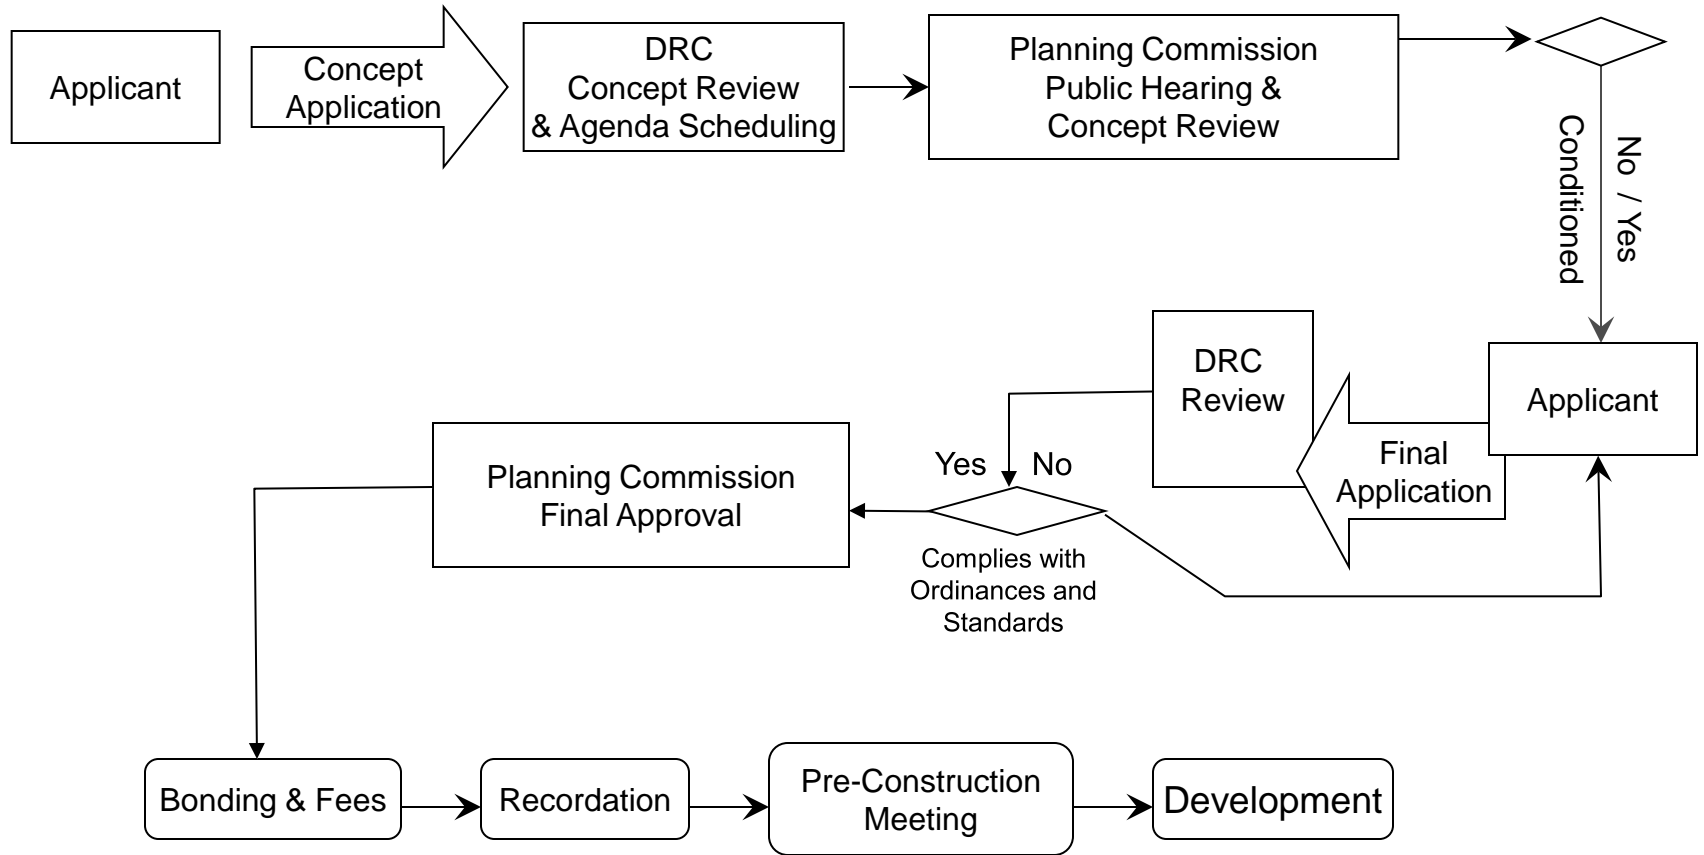 Applicant
Concept
Application
DRC
Concept Review
& Agenda Scheduling
Planning Commission
Public Hearing &
Concept Review
No / Yes
Conditioned
Applicant
Final
Application
DRC
Review
Yes No
Complies with
Ordinances and
Standards
Planning Commission
Final Approval
Bonding & Fees
Recordation
Pre-Construction
Meeting
Development